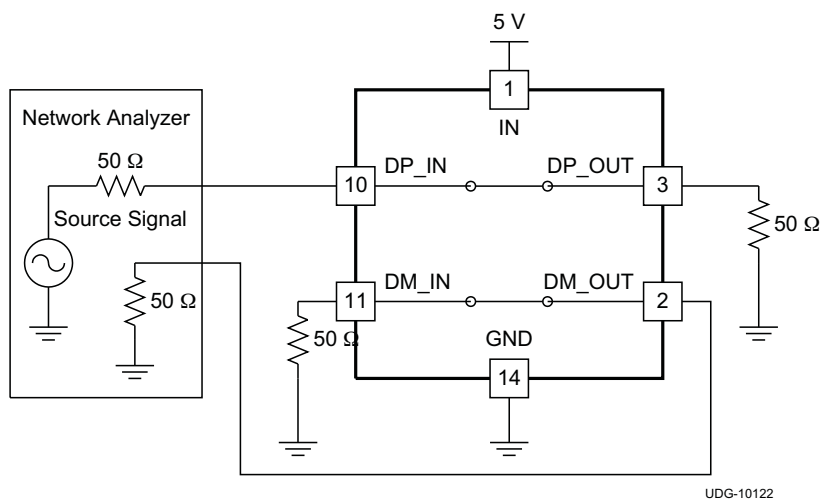 5 V
1
IN
Network Analyzer
50 Ω
Source Signal
50 Ω
10
DP_IN
DP_OUT
3
50 Ω
11
DM_IN
DM_OUT
2
50 Ω
GND
14
UDG-10122